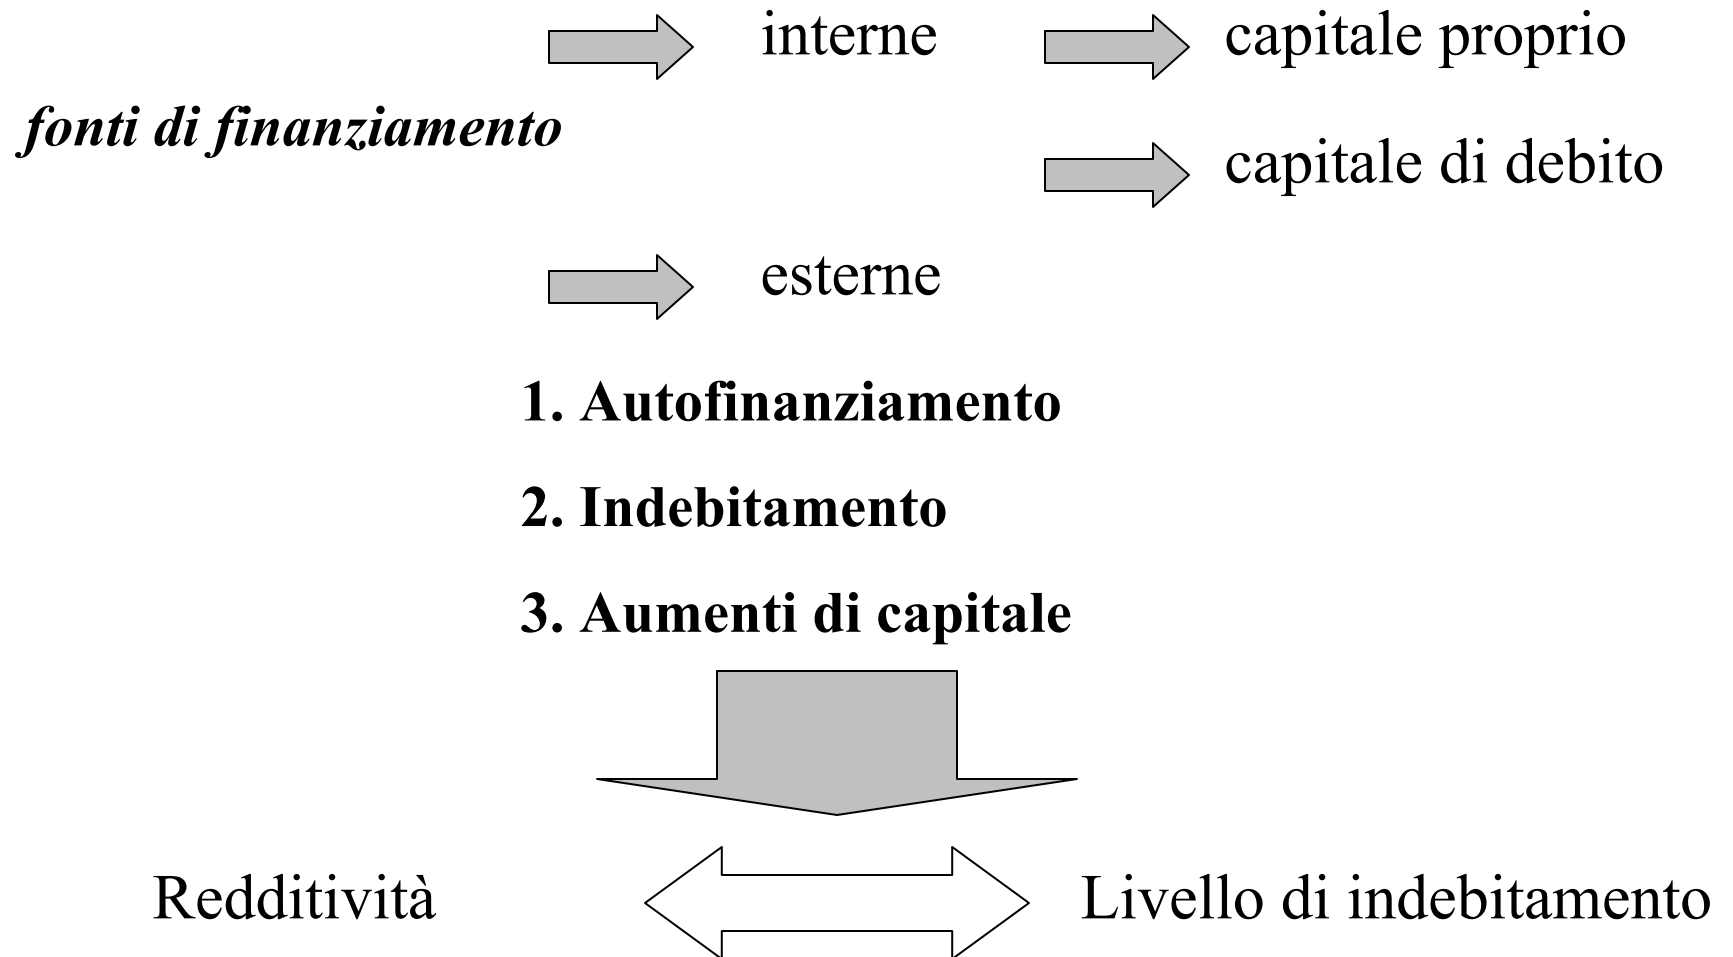 interne
capitale proprio
fonti di finanziamento
capitale di debito
esterne
1. Autofinanziamento
2. Indebitamento
3. Aumenti di capitale
Redditività
Livello di indebitamento